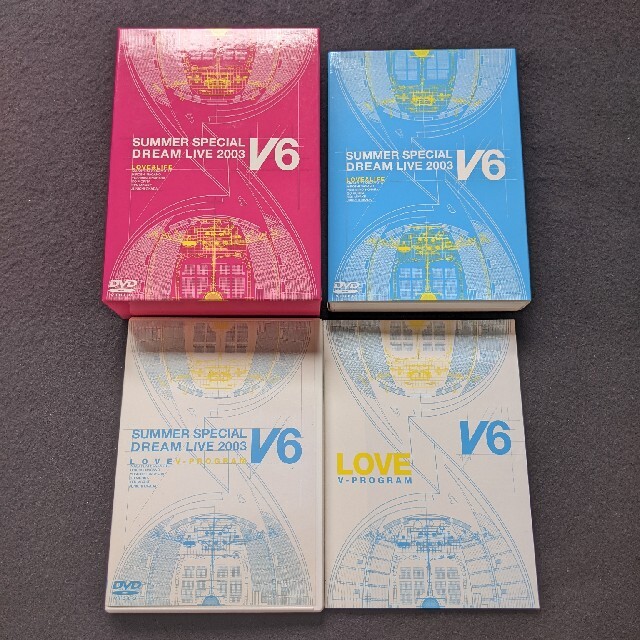 SUMMER SPECIAL
DREAM LIVE 2003
V6
LOVE&LIFE
DVD
SUMMER SPECIAL
DREAM LIVE 2003
V6
LOVE&LIFE
DVD
SUMMER SPECIAL
DREAM LIVE 2003
V6
LOVE V-PROGRAM
DVD
V6
LOVE
V-PROGRAM